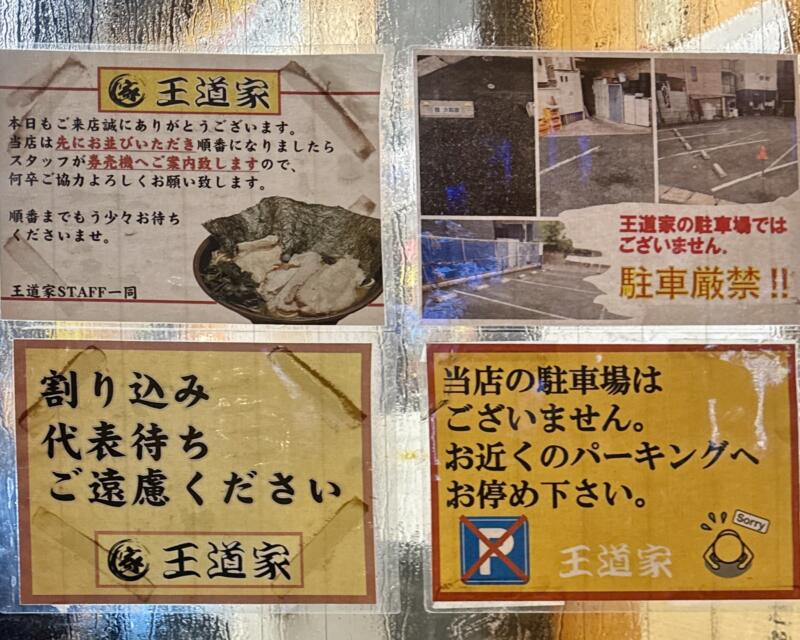 家 王道家
本日もご来店誠にありがとうございます。
当店は先にお並びいただき順番になりましたら
スタッフが券売機へご案内致しますので、
何卒ご協力よろしくお願い致します。
順番までもう少々お待ち
くださいませ。
王道家STAFF一同
王道家の駐車場では
ございません。
駐車厳禁!!
割り込み
代表待ち
ご遠慮ください
家 王道家
当店の駐車場は
ございません。
お近くのパーキングへ
お停め下さい。
P
王道家
Sorry